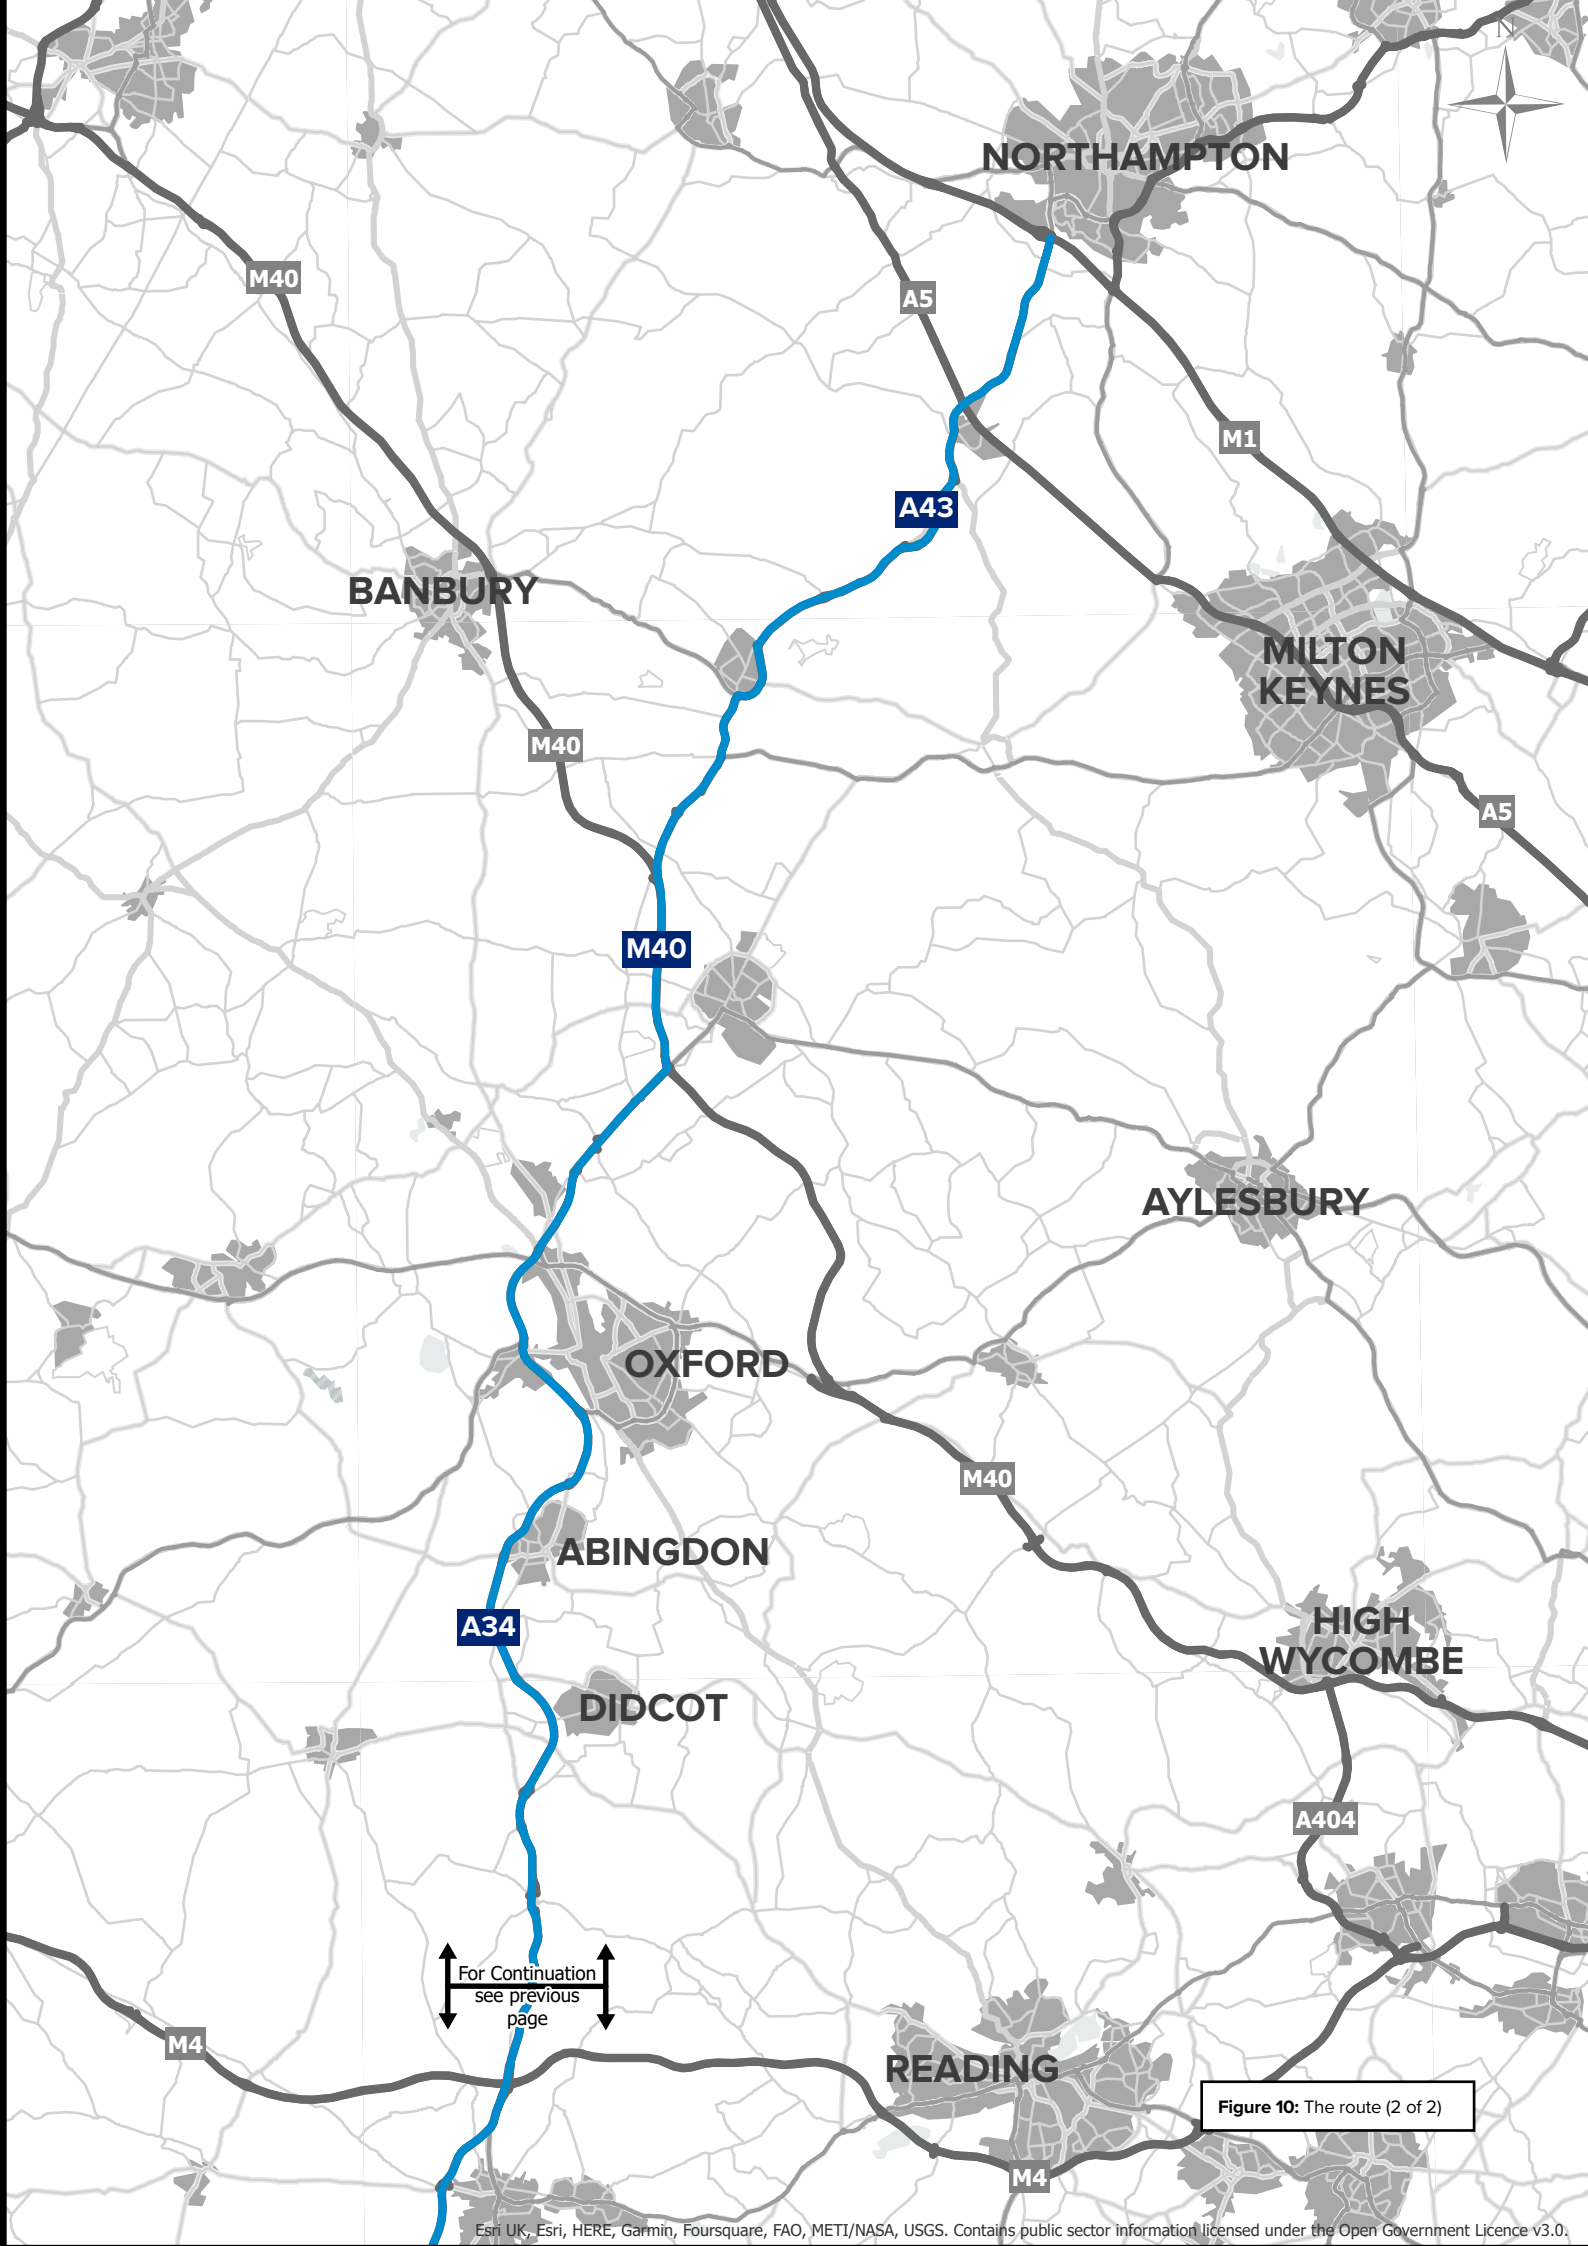 N
NORTHAMPTON
M40
A5
M1
A43
BANBURY
MILTON
KEYNES
M40
A5
M40
AYLESBURY
OXFORD
M40
ABINGDON
HIGH
WYCOMBE
A34
DIDCOT
A404
For Continuation
see previous
page
M4
READING
Figure 10: The route (2 of 2)
M4
Esri UK, Esri, HERE, Garmin, Foursquare, FAO, METI/NASA, USGS. Contains public sector information licensed under the Open Government Licence v3.0.